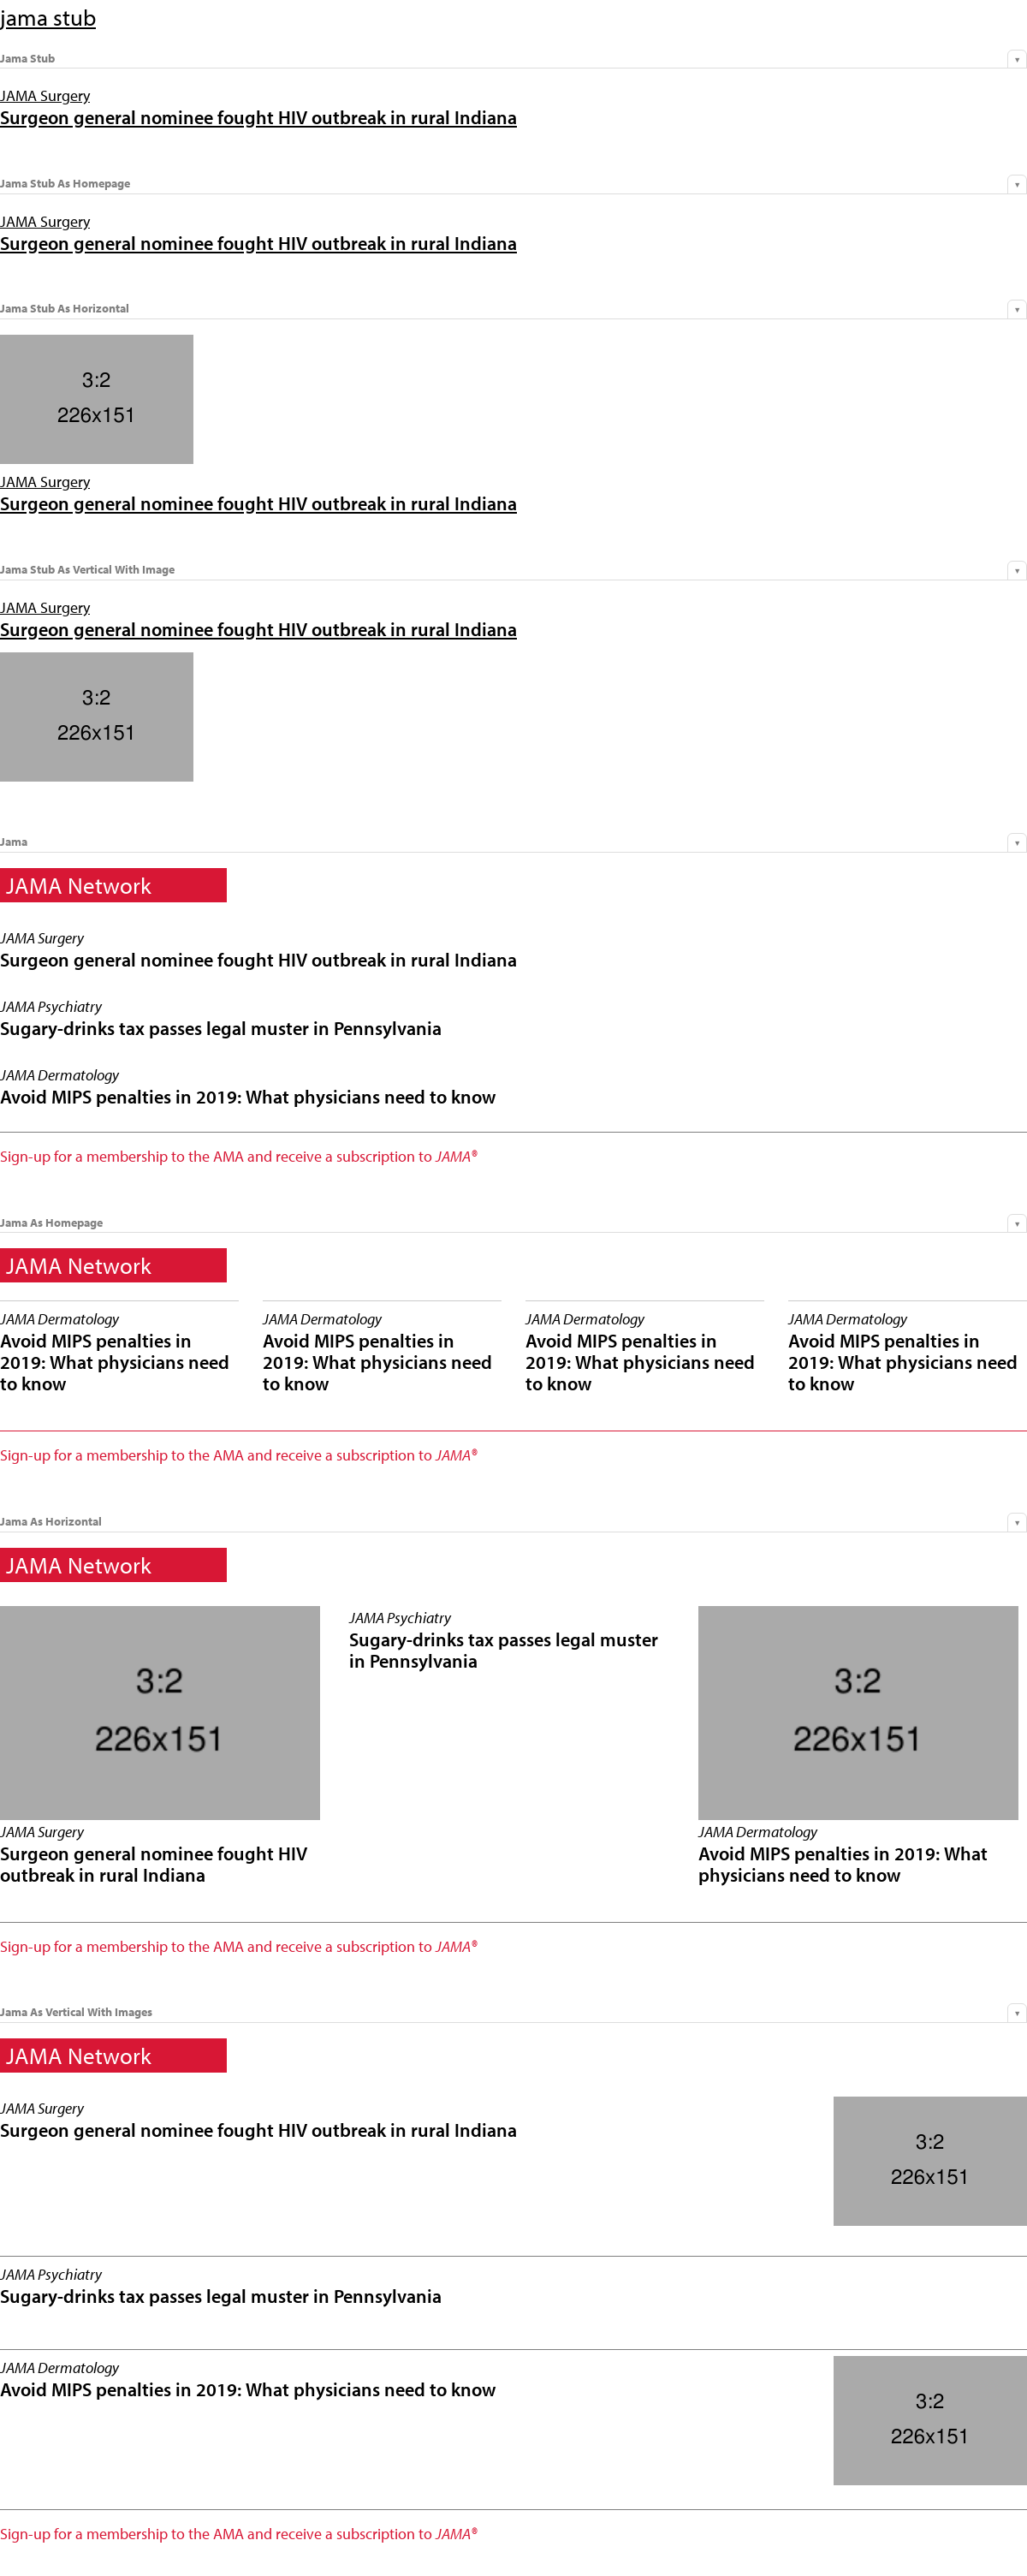 jama stub
Jama Stub
JAMA Surgery
Surgeon general nominee fought HIV outbreak in rural Indiana
Jama Stub As Homepage
JAMA Surgery
Surgeon general nominee fought HIV outbreak in rural Indiana
Jama Stub As Horizontal
3:2
226x151
JAMA Surgery
Surgeon general nominee fought HIV outbreak in rural Indiana
Jama Stub As Vertical With Image
JAMA Surgery
Surgeon general nominee fought HIV outbreak in rural Indiana
3:2
226x151
Jama
JAMA Network
JAMA Surgery
Surgeon general nominee fought HIV outbreak in rural Indiana
JAMA Psychiatry
Sugary-drinks tax passes legal muster in Pennsylvania
JAMA Dermatology
Avoid MIPS penalties in 2019: What physicians need to know
Sign-up for a membership to the AMA and receive a subscription to JAMA®
Jama As Homepage
JAMA Network
JAMA Dermatology
Avoid MIPS penalties in
2019: What physicians need
to know
JAMA Dermatology
Avoid MIPS penalties in
2019: What physicians need
to know
JAMA Dermatology
Avoid MIPS penalties in
2019: What physicians need
to know
JAMA Dermatology
Avoid MIPS penalties in
2019: What physicians need
to know
Sign-up for a membership to the AMA and receive a subscription to JAMA®
Jama As Horizontal
JAMA Network
3:2
226x151
JAMA Surgery
Surgeon general nominee fought HIV
outbreak in rural Indiana
JAMA Psychiatry
Sugary-drinks tax passes legal muster
in Pennsylvania
3:2
226x151
JAMA Dermatology
Avoid MIPS penalties in 2019: What
physicians need to know
Sign-up for a membership to the AMA and receive a subscription to JAMA®
Jama As Vertical With Images
JAMA Network
JAMA Surgery
Surgeon general nominee fought HIV outbreak in rural Indiana
3:2
226x151
JAMA Psychiatry
Sugary-drinks tax passes legal muster in Pennsylvania
JAMA Dermatology
Avoid MIPS penalties in 2019: What physicians need to know
3:2
226x151
Sign-up for a membership to the AMA and receive a subscription to JAMA®